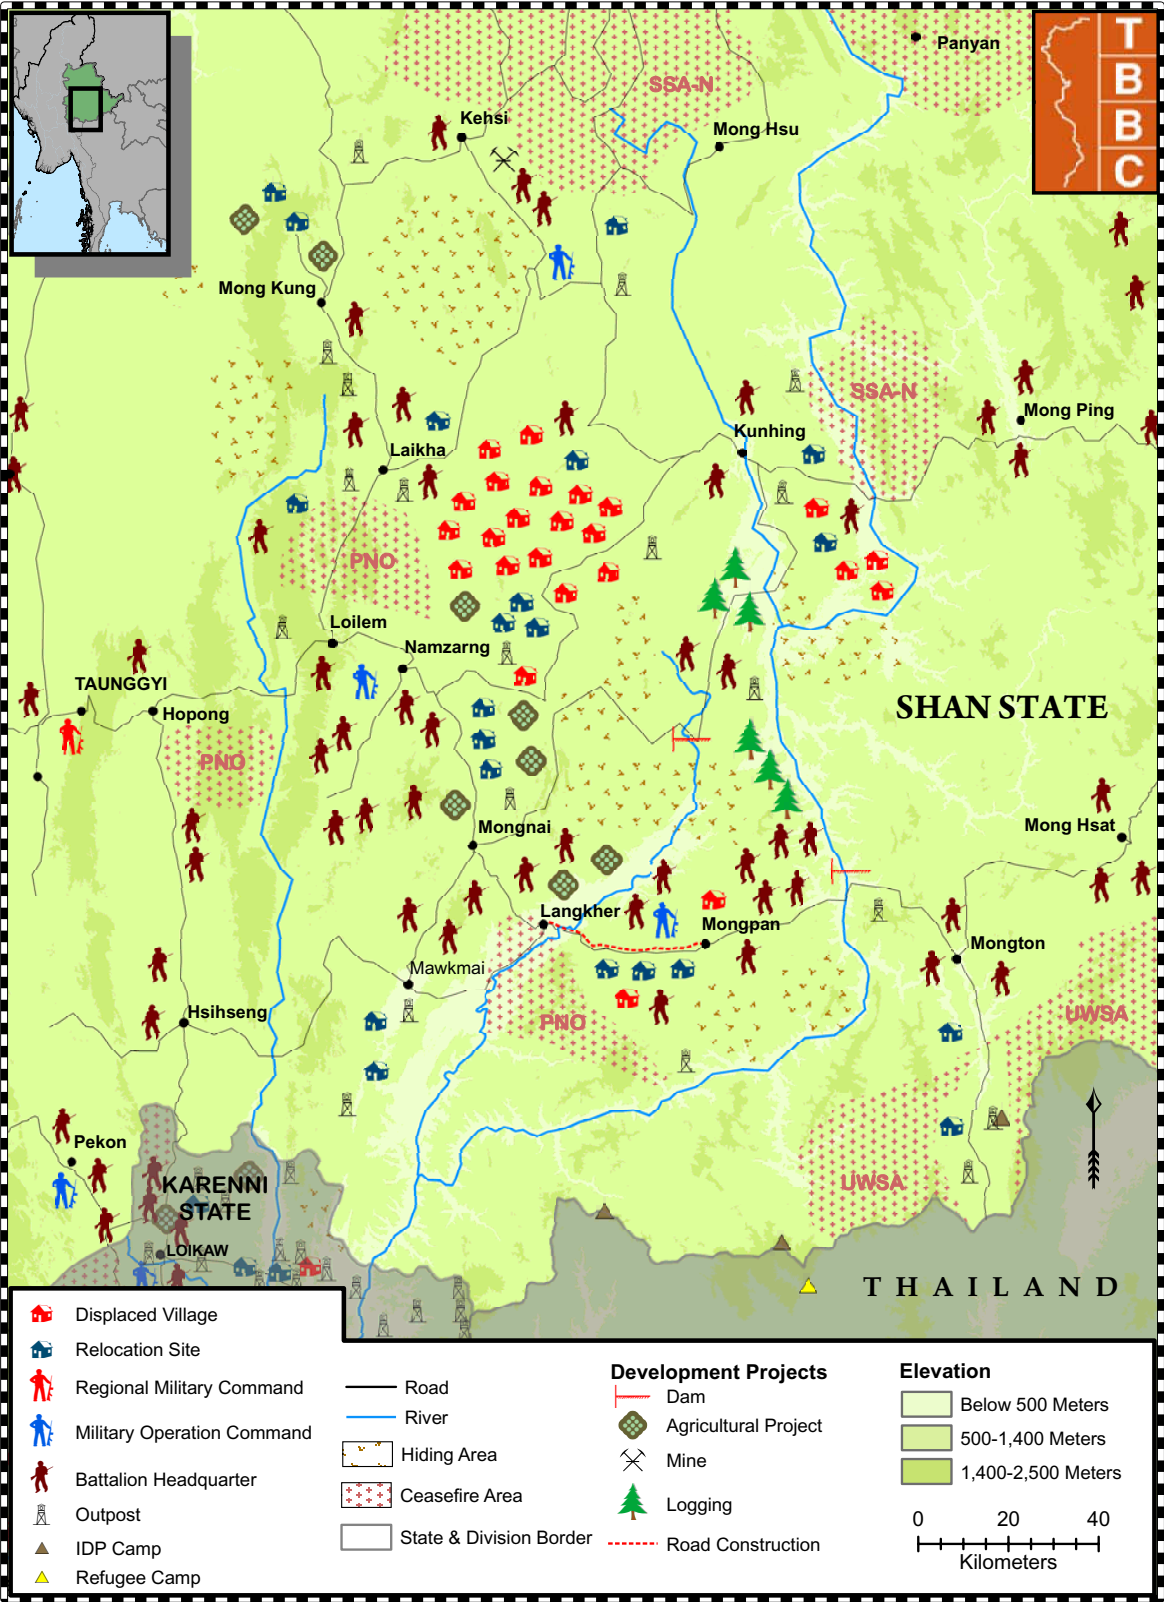 Panyan
T
B
B
C
SSA-N
Kehsi
Mong Hsu
Mong Kung
SSA-N
Mong Ping
Kunhing
Laikha
PNO
Loilem
Namzarng
TAUNGGYI
Hopong
SHAN STATE
PNO
Mongnai
Mong Hsat
Langkher
Mongpan
Mongton
Mawkmai
Hsihseng
PNO
UWSA
Pekon
KARENNI
STATE
UWSA
LOIKAW
THAILAND
Displaced Village
Relocation Site
Regional Military Command
Military Operation Command
Battalion Headquarter
Outpost
IDP Camp
Refugee Camp
Road
River
Hiding Area
Ceasefire Area
State & Division Border
Development Projects
Dam
Agricultural Project
Mine
Logging
Road Construction
Elevation
Below 500 Meters
500-1,400 Meters
1,400-2,500 Meters
0 20 40
Kilometers